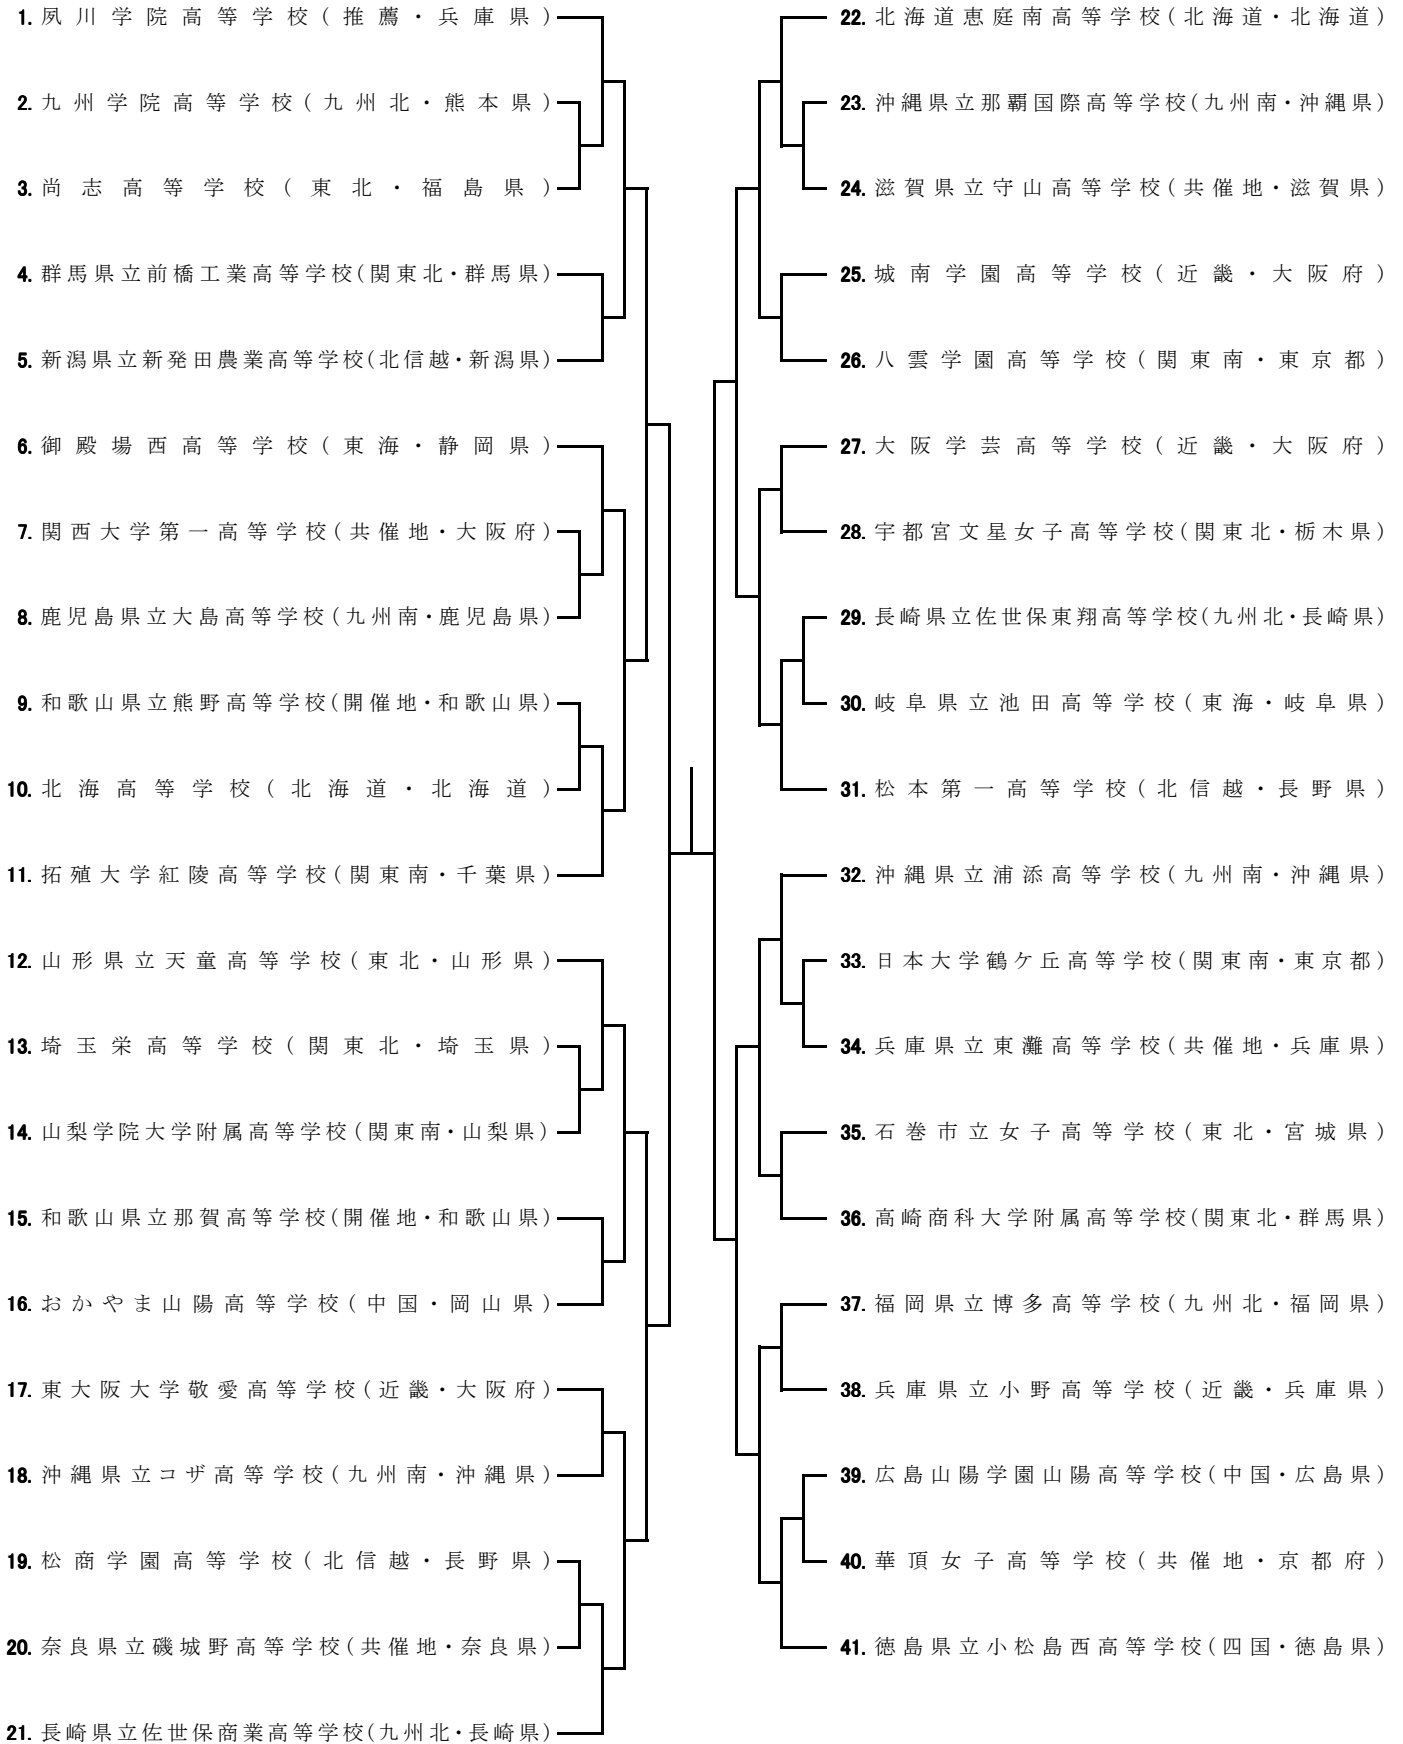 1. 夙川学院高等学校(推薦・兵庫県)
2. 九州学院高等学校(九州北・熊本県)
3. 尚志高等学校(東北・福島県)
4. 群馬県立前橋工業高等学校(関東北・群馬県)
5. 新潟県立新発田農業高等学校(北信越・新潟県)
6. 御殿場西高等学校(東海・静岡県)
7. 関西大学第一高等学校(共催地・大阪府)
8. 鹿児島県立大島高等学校(九州南・鹿児島県)
9. 和歌山県立熊野高等学校(開催地・和歌山県)
10. 北海高等学校(北海道・北海道)
11. 拓殖大学紅陵高等学校(関東南・千葉県)
12. 山形県立天童高等学校(東北・山形県)
13. 埼玉栄高等学校(関東北・埼玉県)
14. 山梨学院大学附属高等学校(関東南・山梨県)
15. 和歌山県立那賀高等学校(開催地・和歌山県)
16. おかやま山陽高等学校(中国・岡山県)
17. 東大阪大学敬愛高等学校(近畿・大阪府)
18. 沖縄県立コザ高等学校(九州南・沖縄県)
19. 松商学園高等学校(北信越・長野県)
20. 奈良県立磯城野高等学校(共催地・奈良県)
21. 長崎県立佐世保商業高等学校(九州北・長崎県)
22. 北海道恵庭南高等学校(北海道・北海道)
23. 沖縄県立那覇国際高等学校(九州南・沖縄県)
24. 滋賀県立守山高等学校(共催地・滋賀県)
25. 城南学園高等学校(近畿・大阪府)
26. 八雲学園高等学校(関東南・東京都)
27. 大阪学芸高等学校(近畿・大阪府)
28. 宇都宮文星女子高等学校(関東北・栃木県)
29. 長崎県立佐世保東翔高等学校(九州北・長崎県)
30. 岐阜県立池田高等学校(東海・岐阜県)
31. 松本第一高等学校(北信越・長野県)
32. 沖縄県立浦添高等学校(九州南・沖縄県)
33. 日本大学鶴ケ丘高等学校(関東南・東京都)
34. 兵庫県立東灘高等学校(共催地・兵庫県)
35. 石巻市立女子高等学校(東北・宮城県)
36. 高崎商科大学附属高等学校(関東北・群馬県)
37. 福岡県立博多高等学校(九州北・福岡県)
38. 兵庫県立小野高等学校(近畿・兵庫県)
39. 広島山陽学園山陽高等学校(中国・広島県)
40. 華頂女子高等学校(共催地・京都府)
41. 徳島県立小松島西高等学校(四国・徳島県)